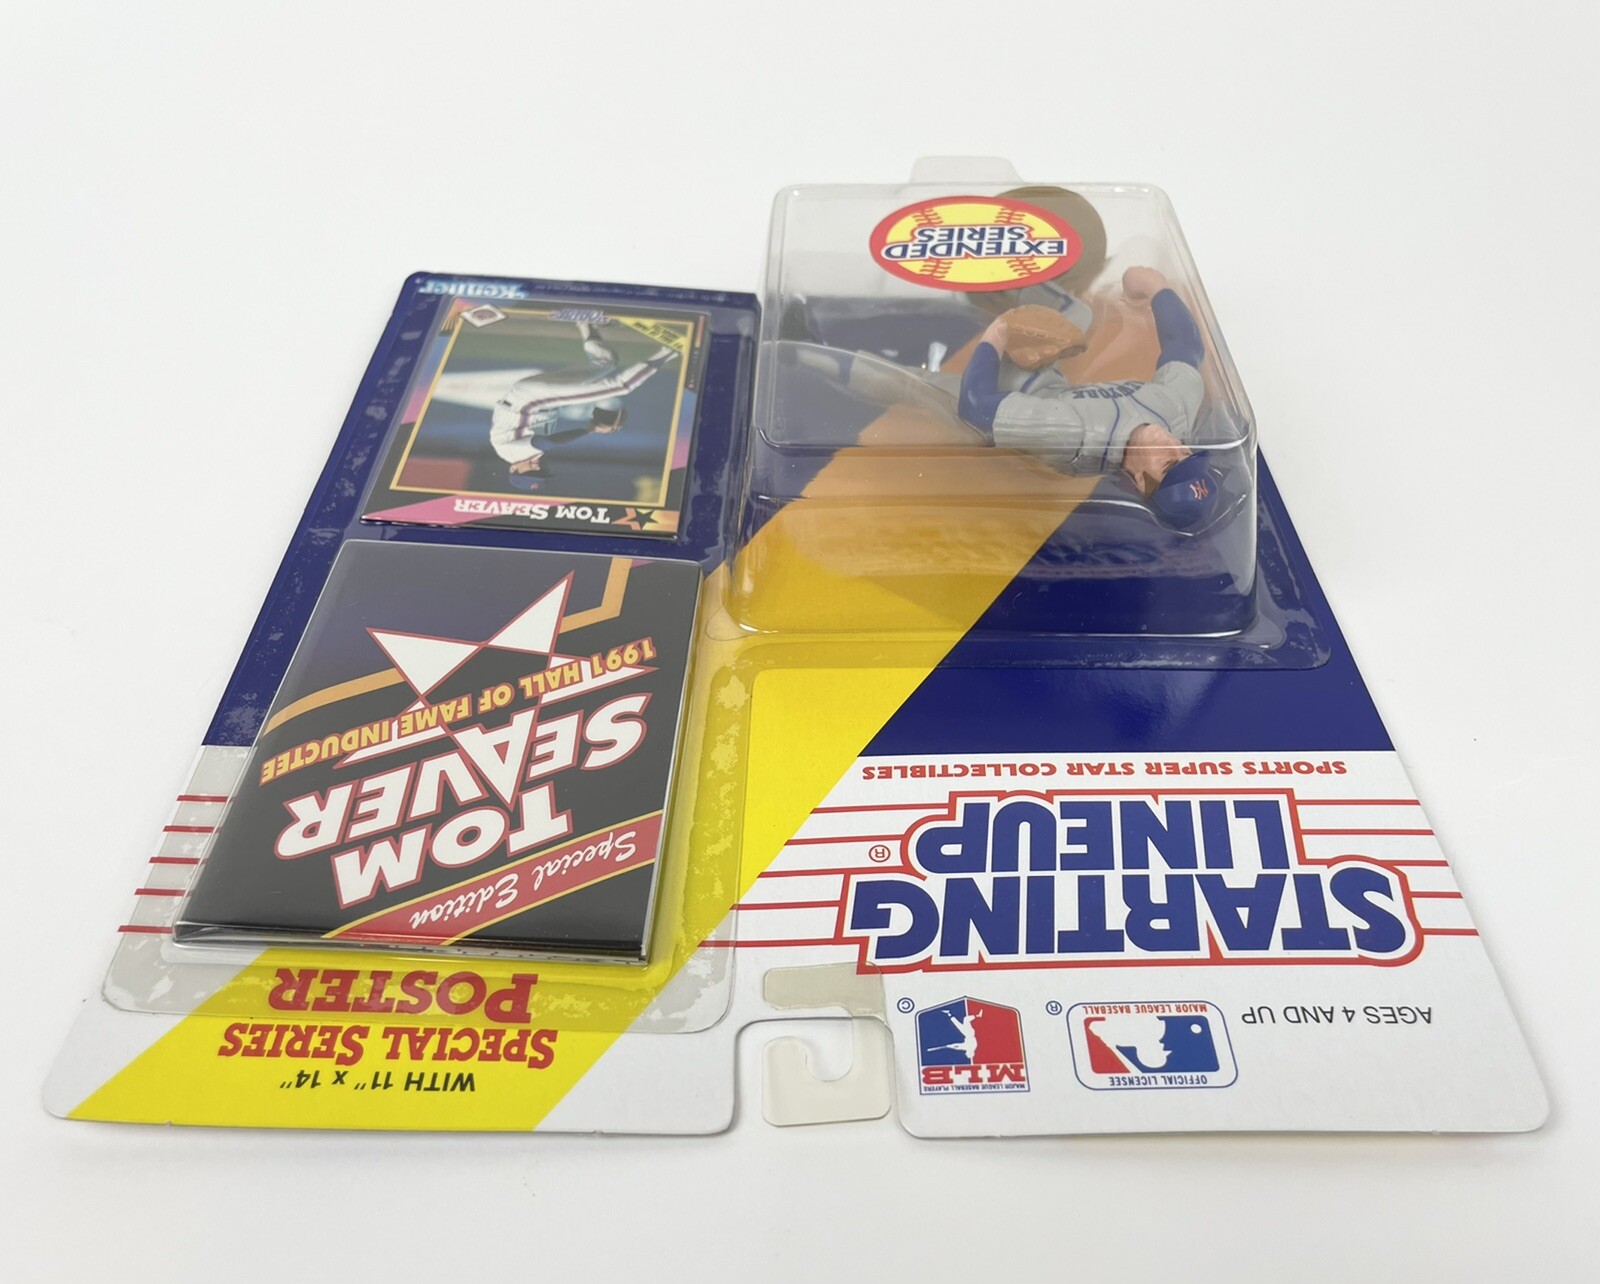 WITH 11" x 14"
SPECIAL SERIES
POSTER
AGES 4 AND UP
OFFICIAL LICENSEE
MAJOR LEAGUE BASEBALL
®
MLB
MAJOR LEAGUE BASEBALL PLAYERS
©
STARTING
LINEUP
®
SPORTS SUPER STAR COLLECTIBLES
Special Edition
TOM
SEAVER
1991 HALL OF FAME INDUCTEE
TOM SEAVER
Kenner
EXTENDED
SERIES
YORK
NY